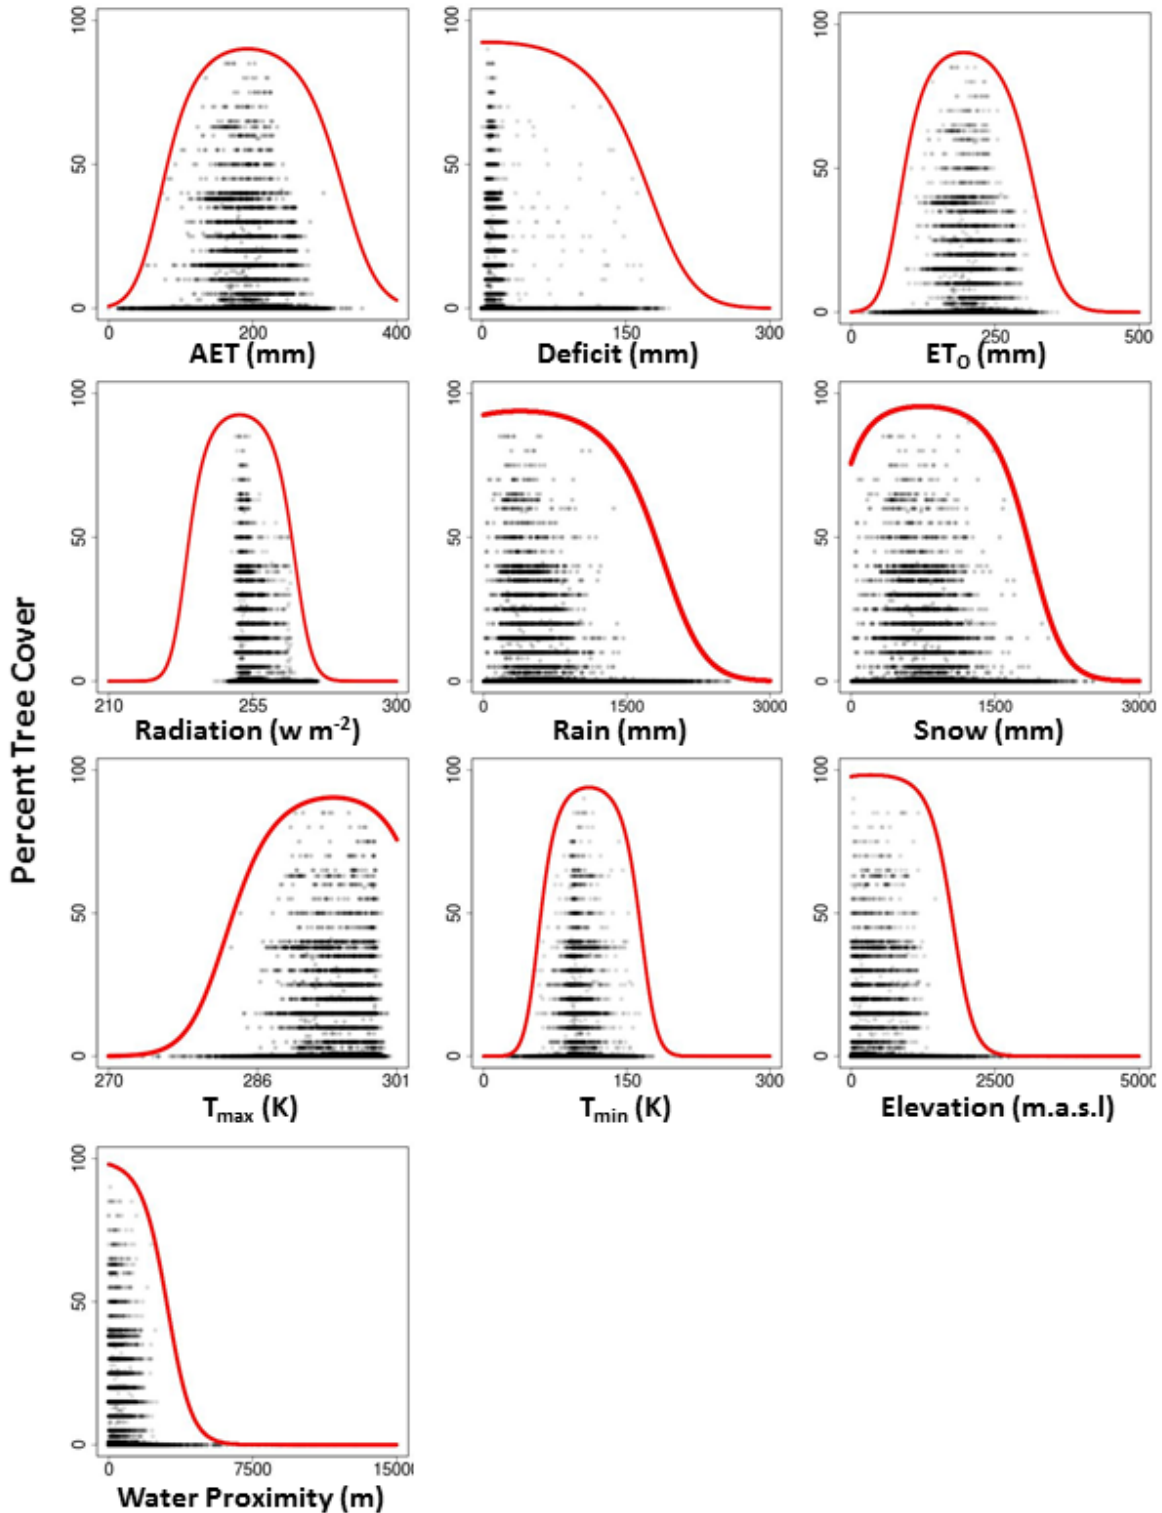 Percent Tree Cover
0 50 100
0 200 400
AET (mm)
0 50 100
0 150 300
Deficit (mm)
0 50 100
0 250 500
ET₀ (mm)
0 50 100
210 255 300
Radiation (w m⁻²)
0 50 100
0 1500 3000
Rain (mm)
0 50 100
0 1500 3000
Snow (mm)
0 50 100
270 286 301
Tmax (K)
0 50 100
0 150 300
Tmin (K)
0 50 100
0 2500 5000
Elevation (m.a.s.l)
0 50 100
0 7500 15000
Water Proximity (m)